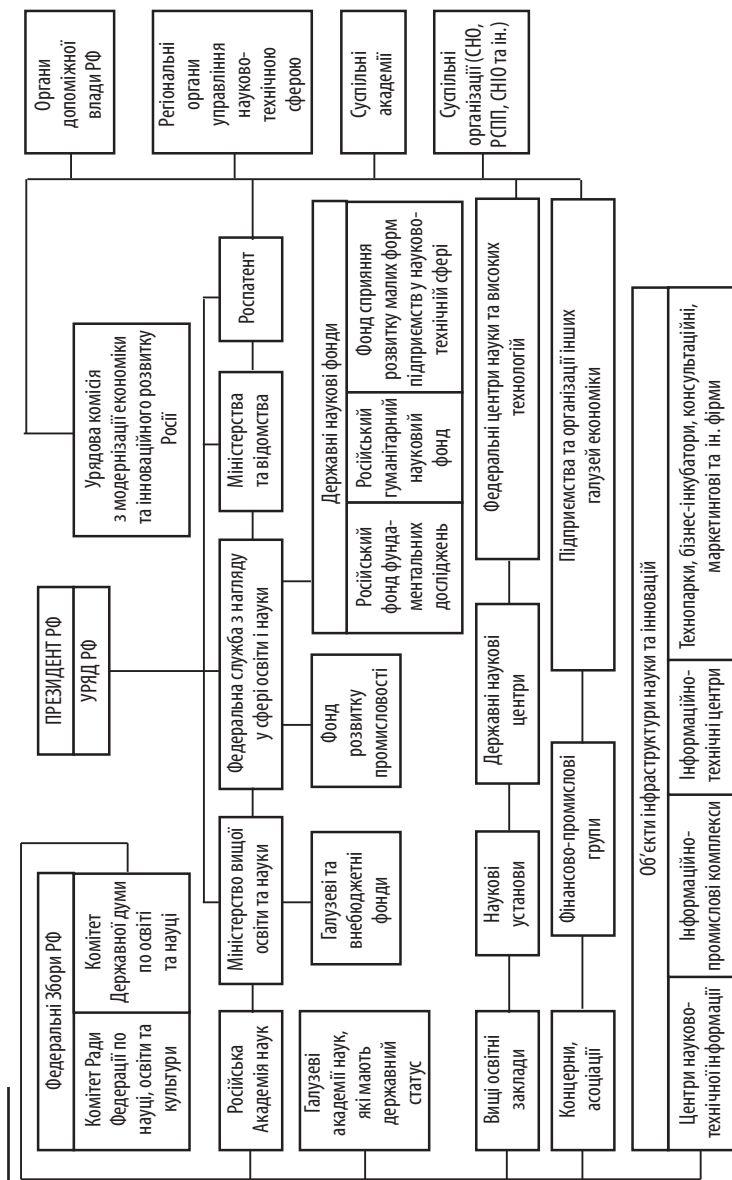 Федеральні Збори РФ
Комітет Ради
Федерації по
науці, освіти та
культури
Комітет
Державної думи
по освіті
та науці
ПРЕЗИДЕНТ РФ
УРЯД РФ
Урядова комісія
з модернізації економіки
та інноваційного розвитку
Росії
Органи
допоміжної
влади РФ
Російська
Академія наук
Міністерство вищої
освіти та науки
Федеральна служба з нагляду
у сфері освіти і науки
Міністерства
та відомства
Роспатент
Регіональні
органи
управління
науково-
технічною
сферою
Галузеві
академії наук,
які мають
державний
статус
Галузеві та
внебюджетні
фонди
Фонд
розвитку
промисловості
Державні наукові фонди
Російський
фонд фунда-
ментальних
досліджень
Російський
гуманітарний
науковий
фонд
Фонд сприяння
розвитку малих форм
підприємств у науково-
технічній сфері
Суспільні
академії
Вищі освітні
заклади
Наукові
установи
Державні наукові
центри
Федеральні центри науки та високих
технологій
Суспільні
організації (СНО,
РСПП, СНІО та ін.)
Концерни,
асоціації
Фінансово-промислові
групи
Підприємства та організації інших
галузей економіки
Об’єкти інфраструктури науки та інновацій
Центри науково-
технічної інформації
Інформаційно-
промислові комплекси
Інформаційно-
технічні центри
Технопарки, бізнес-інкубатори, консультаційні,
маркетингові та ін. фірми